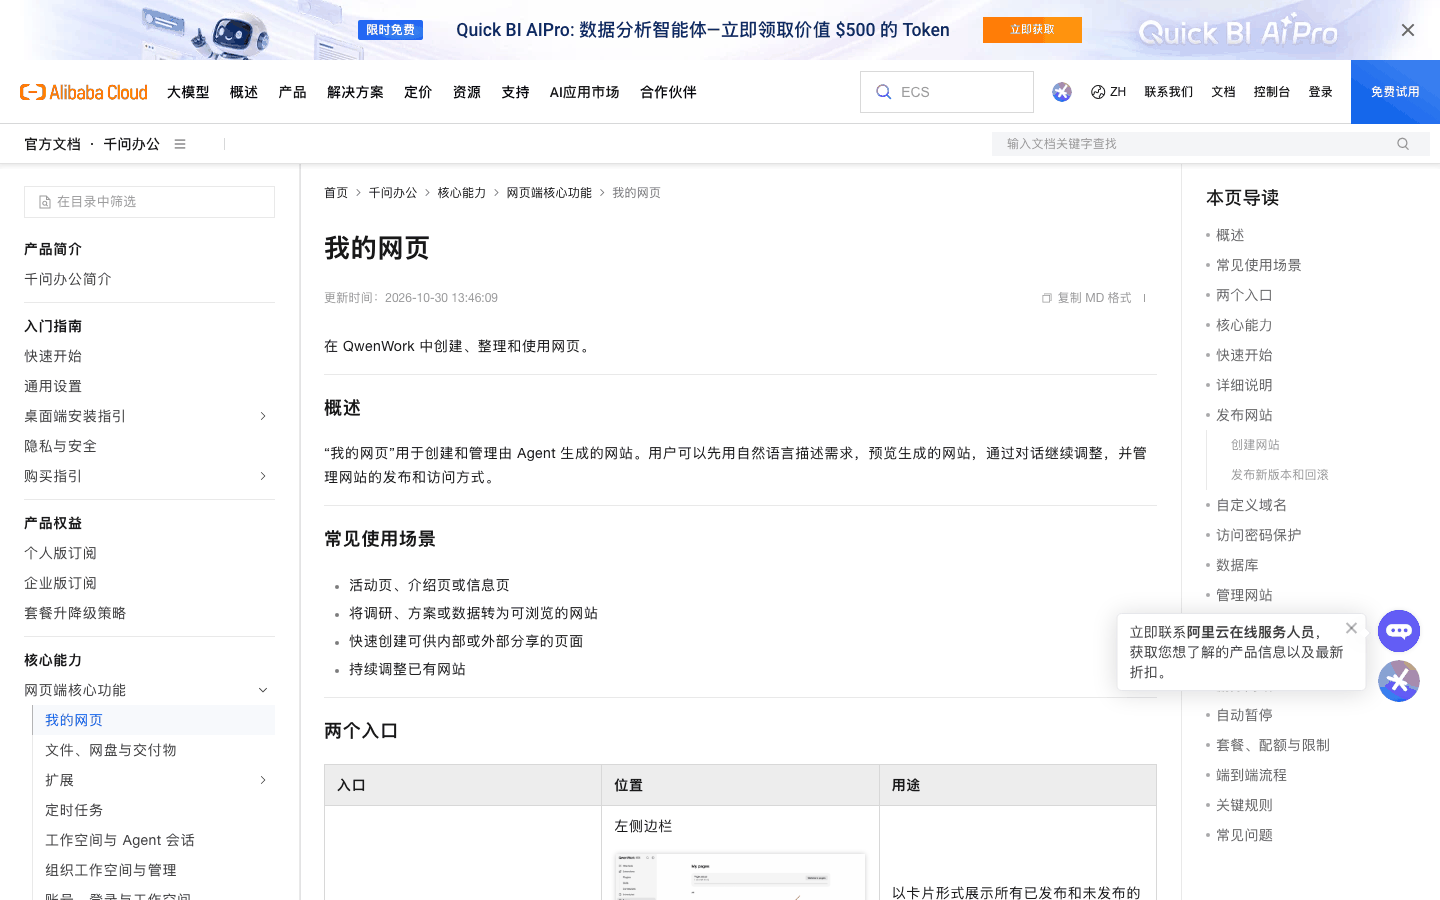 限时免费
Quick BI AIPro: 数据分析智能体—立即领取价值 $500 的 Token
立即获取
Quick BI AiPro
Alibaba Cloud
大模型 概述 产品 解决方案 定价 资源 支持 AI应用市场 合作伙伴
ECS
ZH 联系我们 文档 控制台 登录
免费试用
官方文档 · 千问办公
输入文档关键字查找
在目录中筛选
产品简介
千问办公简介
入门指南
快速开始
通用设置
桌面端安装指引
隐私与安全
购买指引
产品权益
个人版订阅
企业版订阅
套餐升降级策略
核心能力
网页端核心功能
我的网页
文件、网盘与交付物
扩展
定时任务
工作空间与 Agent 会话
组织工作空间与管理
账号、登录与工作空间
首页 > 千问办公 > 核心能力 > 网页端核心功能 > 我的网页
我的网页
更新时间：2026-10-30 13:46:09
复制 MD 格式
在 QwenWork 中创建、整理和使用网页。
概述
“我的网页”用于创建和管理由 Agent 生成的网站。用户可以先用自然语言描述需求，预览生成的网站，通过对话继续调整，并管
理网站的发布和访问方式。
常见使用场景
活动页、介绍页或信息页
将调研、方案或数据转为可浏览的网站
快速创建可供内部或外部分享的页面
持续调整已有网站
两个入口
入口 位置 用途
左侧边栏
以卡片形式展示所有已发布和未发布的
本页导读
概述
常见使用场景
两个入口
核心能力
快速开始
详细说明
发布网站
创建网站
发布新版本和回滚
自定义域名
访问密码保护
数据库
管理网站
立即联系阿里云在线服务人员，
获取您想了解的产品信息以及最新
折扣。
自动暂停
套餐、配额与限制
端到端流程
关键规则
常见问题